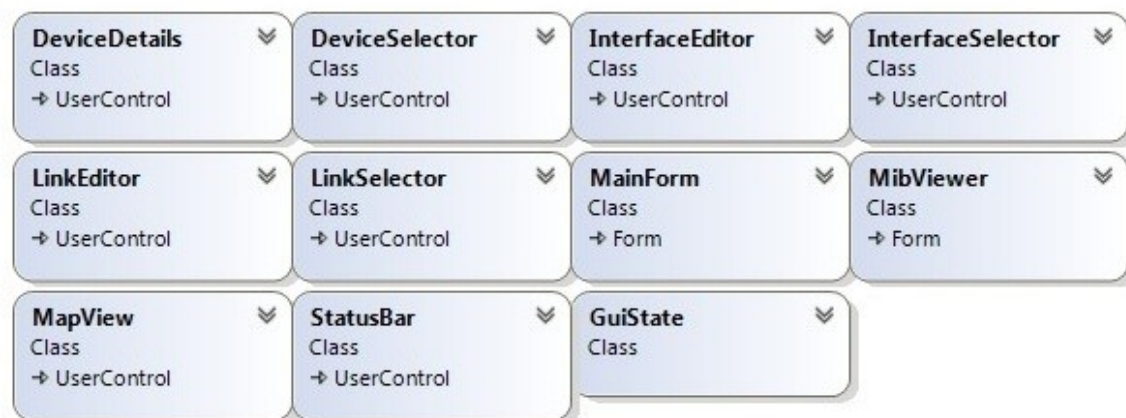 DeviceDetails
Class
UserControl
DeviceSelector
Class
UserControl
InterfaceEditor
Class
UserControl
InterfaceSelector
Class
UserControl
LinkEditor
Class
UserControl
LinkSelector
Class
UserControl
MainForm
Class
Form
MibViewer
Class
Form
MapView
Class
UserControl
StatusBar
Class
UserControl
GuiState
Class